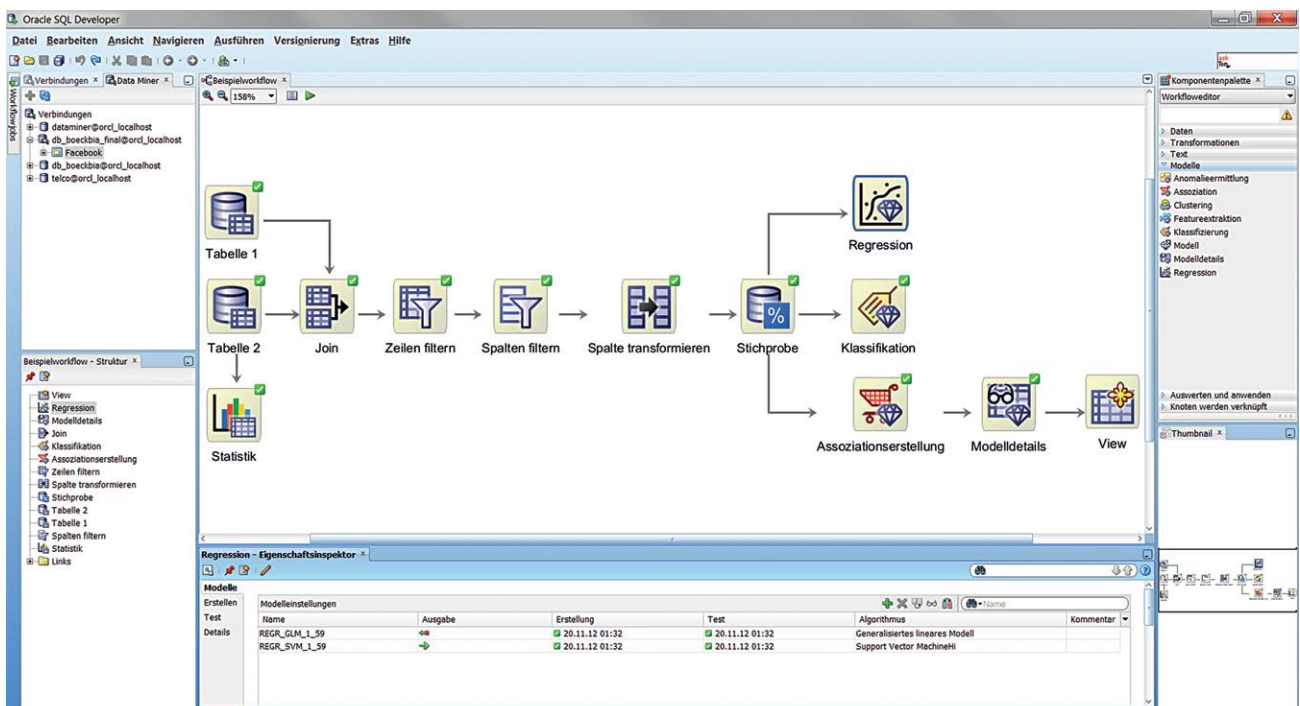 Oracle SQL Developer
Datei Bearbeiten Ansicht Navigieren Ausführen Versionierung Extras Hilfe
Workflowjobs
Verbindungen
Data Miner
Verbindungen
dataminer@orcl_localhost
db_boeckbia_final@orcl_localhost
Facebook
db_boeckbia@orcl_localhost
telco@orcl_localhost
Beispielworkflow - Struktur
View
Regression
Modelldetails
Join
Klassifikation
Assoziationserstellung
Zeilen filtern
Spalte transformieren
Stichprobe
Tabelle 2
Tabelle 1
Spalten filtern
Statistik
Links
Beispielworkflow
158%
Tabelle 1
Regression
%
Tabelle 2
Join
Zeilen filtern
Spalten filtern
Spalte transformieren
Stichprobe
Klassifikation
Statistik
Assoziationserstellung
Modelldetails
View
Regression - Eigenschaftsinspektor
Modelle
Erstellen
Test
Details
Modelleinstellungen
Name
Name Ausgabe Erstellung Test Algorithmus Kommentar
REGR_GLM_1_59 20.11.12 01:32 20.11.12 01:32 Generalisiertes lineares Modell
REGR_SVM_1_59 20.11.12 01:32 20.11.12 01:32 Support Vector MachineHi
Komponentenpalette
Workfloweditor
Daten
Transformationen
Text
Modelle
Anomalieermittlung
Assoziation
Clustering
Featureextraktion
Klassifizierung
Modell
Modelldetails
Regression
Auswerten und anwenden
Knoten werden verknüpft
Thumbnail